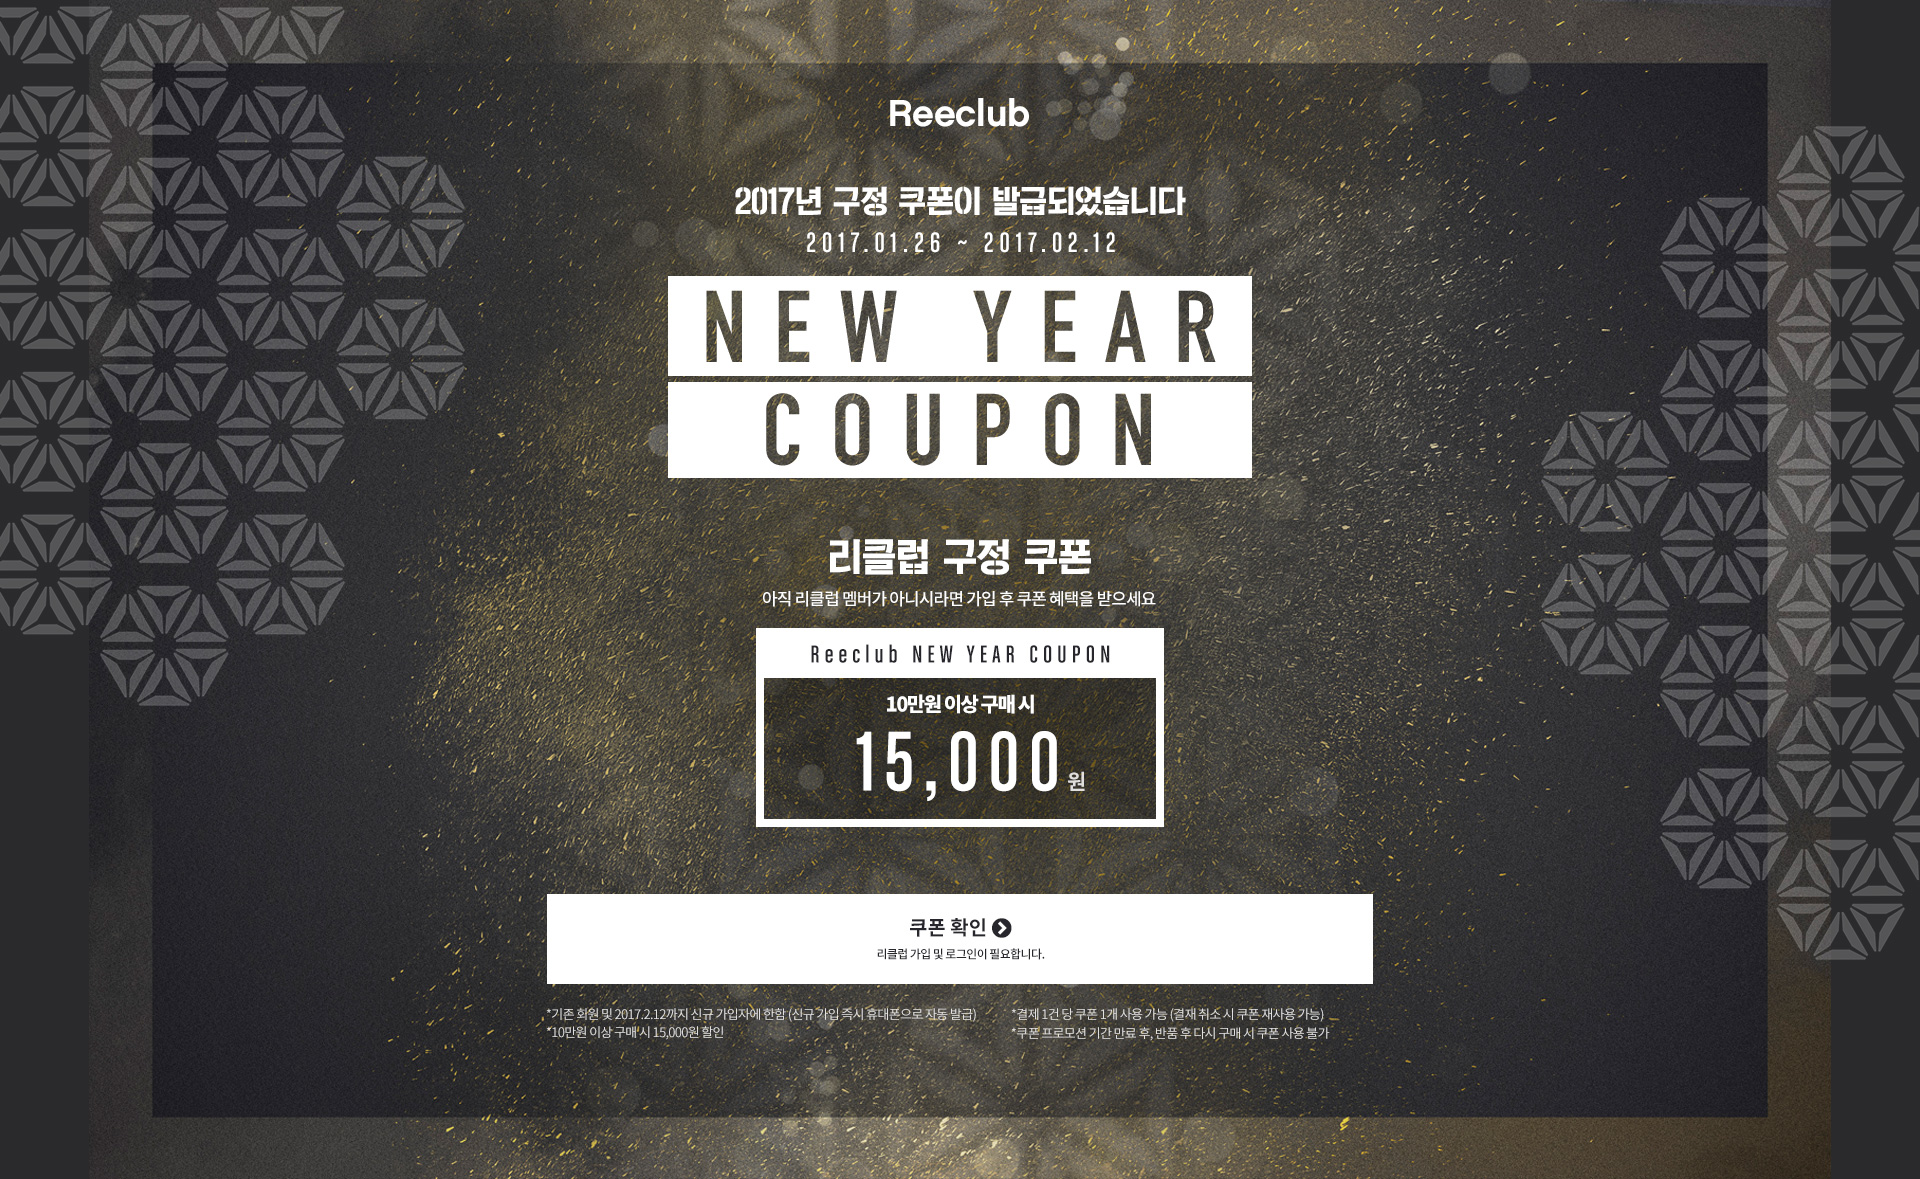 Reeclub
2017년 구정 쿠폰이 발급되었습니다
2017.01.26 ~ 2017.02.12
NEW YEAR
COUPON
리클럽 구정 쿠폰
아직 리클럽 멤버가 아니시라면 가입 후 쿠폰 혜택을 받으세요
Reeclub NEW YEAR COUPON
10만원 이상 구매 시
15,000원
쿠폰 확인
리클럽 가입 및 로그인이 필요합니다.
*기존 회원 및 2017.2.12까지 신규 가입자에 한함 (신규 가입 즉시 휴대폰으로 자동 발급)
*10만원 이상 구매 시 15,000원 할인
*결제 1건 당 쿠폰 1개 사용 가능 (결재 취소 시 쿠폰 재사용 가능)
*쿠폰 프로모션 기간 만료 후, 반품 후 다시 구매 서 쿠폰 사용 불가